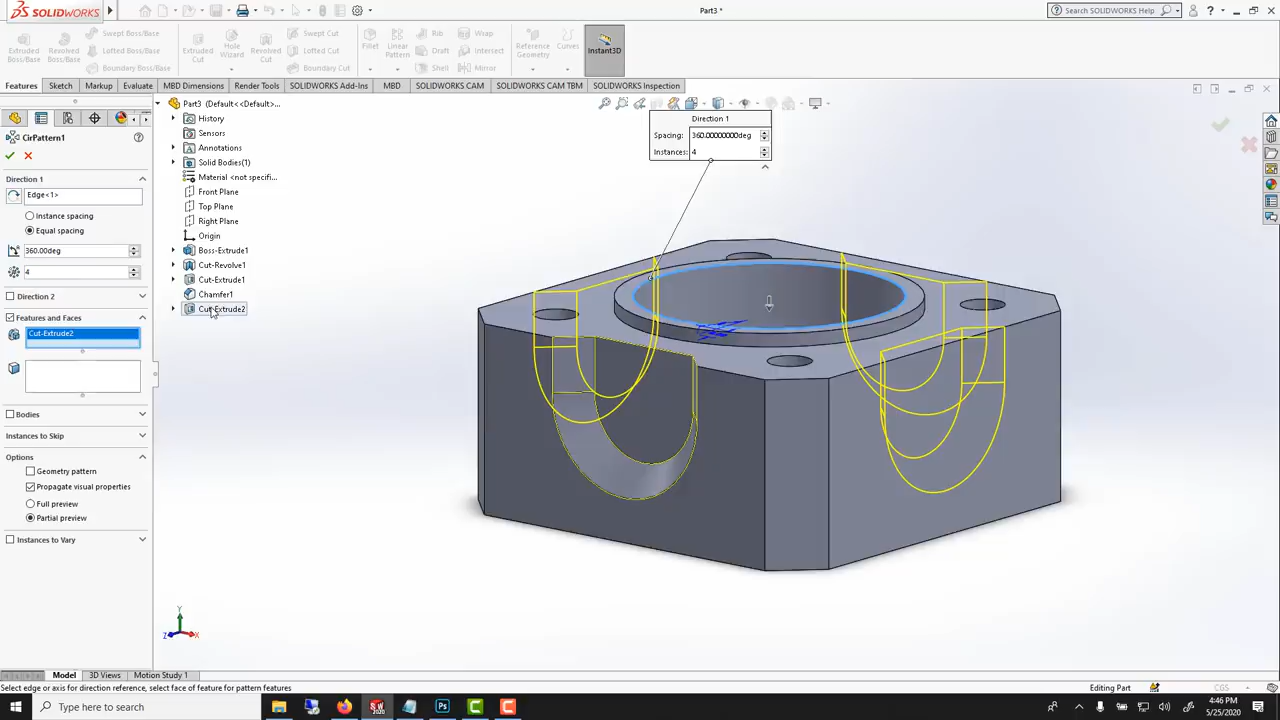 SOLIDWORKS
Part3 *
Search SOLIDWORKS
Extruded Boss/Base
Revolved Boss/Base
Swept Boss/Base
Lofted Boss/Base
Boundary Boss/Base
Extruded Cut
Hole Wizard
Revolved Cut
Swept Cut
Lofted Cut
Boundary Cut
Fillet
Linear Pattern
Rib
Draft
Shell
Wrap
Intersect
Mirror
Reference Geometry
Curves
Instant3D
Features
Sketch
Markup
Evaluate
MBD Dimensions
Render Tools
SOLIDWORKS Add-Ins
MBD
SOLIDWORKS CAM
SOLIDWORKS CAM TBM
SOLIDWORKS Inspection
CirPattern1
Direction 1
Edge<1>
Instance spacing
Equal spacing
360.00deg
4
Direction 2
Features and Faces
Cut-Extrude2
Bodies
Instances to Skip
Options
Geometry pattern
Propagate visual properties
Full preview
Partial preview
Instances to Vary
Part3 (Default<<Default>...
History
Sensors
Annotations
Solid Bodies(1)
Material <not specifi...
Front Plane
Top Plane
Right Plane
Origin
Boss-Extrude1
Cut-Revolve1
Cut-Extrude1
Chamfer1
Cut-Extrude2
Direction 1
Spacing: 360.00000000deg
Instances: 4
Y
Z
X
Model
3D Views
Motion Study 1
Select edge or axis for direction reference, select face of feature for pattern features
Editing Part
CGS
Type here to search
SW
2020
Ps
C
C
4:46 PM
5/25/2020